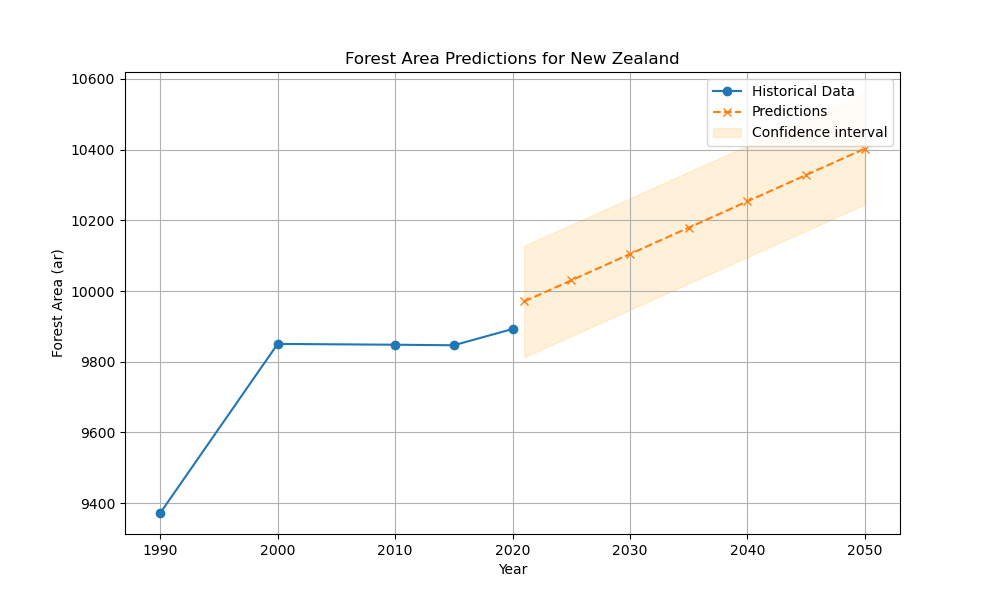 Forest Area Predictions for New Zealand
Historical Data
Predictions
Confidence interval
Forest Area (ar)
10600
10400
10200
10000
9800
9600
9400
1990 2000 2010 2020 2030 2040 2050
Year